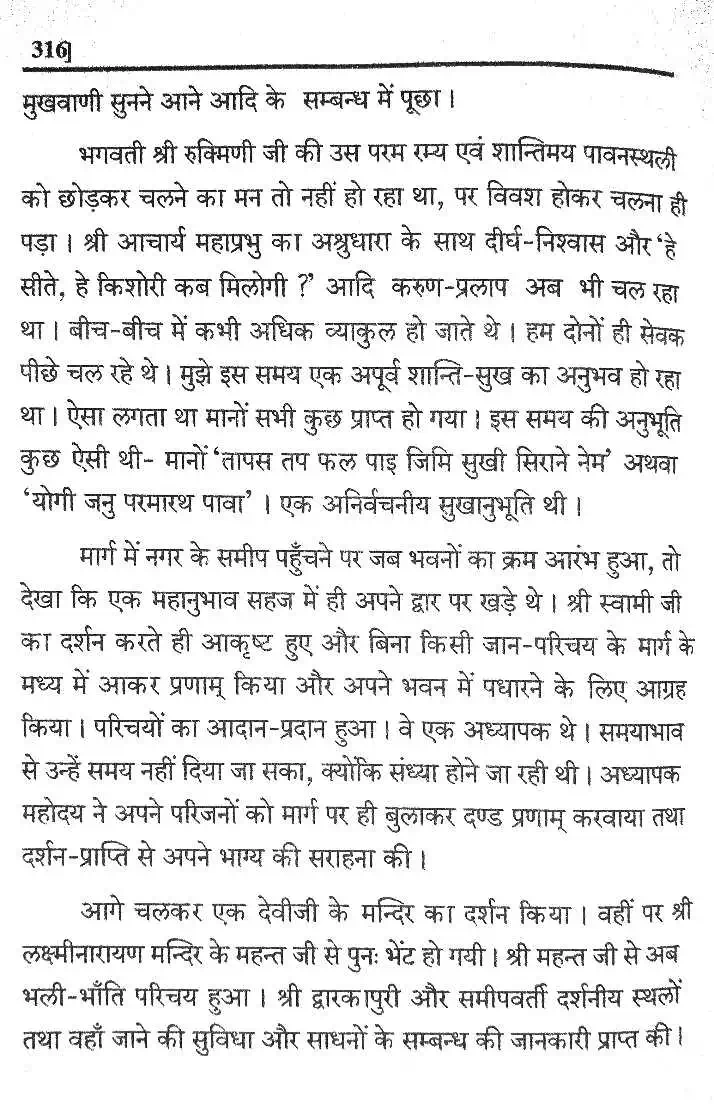 316]
मुखवाणी सुनने आने आदि के सम्बन्ध में पूछा ।
भगवती श्री रुक्मिणी जी की उस परम रम्य एवं शान्तिमय पावनस्थली
को छोड़कर चलने का मन तो नहीं हो रहा था, पर विवश होकर चलना ही
पड़ा । श्री आचार्य महाप्रभु का अश्रुधारा के साथ दीर्घ-निश्वास और ‘हे
सीते, हे किशोरी कब मिलोगी ?’ आदि करुण-प्रलाप अब भी चल रहा
था । बीच-बीच में कभी अधिक व्याकुल हो जाते थे । हम दोनों ही सेवक
पीछे चल रहे थे । मुझे इस समय एक अपूर्व शान्ति-सुख का अनुभव हो रहा
था । ऐसा लगता था मानों सभी कुछ प्राप्त हो गया । इस समय की अनुभूति
कुछ ऐसी थी- मानों ‘तापस तप फल पाइ जिमि सुखी सिराने नेम’ अथवा
‘योगी जनु परमारथ पावा’ । एक अनिर्वचनीय सुखानुभूति थी ।
मार्ग में नगर के समीप पहुँचने पर जब भवनों का क्रम आरंभ हुआ, तो
देखा कि एक महानुभाव सहज में ही अपने द्वार पर खड़े थे । श्री स्वामी जी
का दर्शन करते ही आकृष्ट हुए और बिना किसी जान-परिचय के मार्ग के
मध्य में आकर प्रणाम् किया और अपने भवन में पधारने के लिए आग्रह
किया । परिचयों का आदान-प्रदान हुआ । वे एक अध्यापक थे । समयाभाव
से उन्हें समय नहीं दिया जा सका, क्योंकि संध्या होने जा रही थी । अध्यापक
महोदय ने अपने परिजनों को मार्ग पर ही बुलाकर दण्ड प्रणाम् करवाया तथा
दर्शन-प्राप्ति से अपने भाग्य की सराहना की ।
आगे चलकर एक देवीजी के मन्दिर का दर्शन किया । वहीं पर श्री
लक्ष्मीनारायण मन्दिर के महन्त जी से पुनः भेंट हो गयी । श्री महन्त जी से अब
भली-भाँति परिचय हुआ । श्री द्वारकापुरी और समीपवर्ती दर्शनीय स्थलों
तथा वहाँ जाने की सुविधा और साधनों के सम्बन्ध की जानकारी प्राप्त की ।